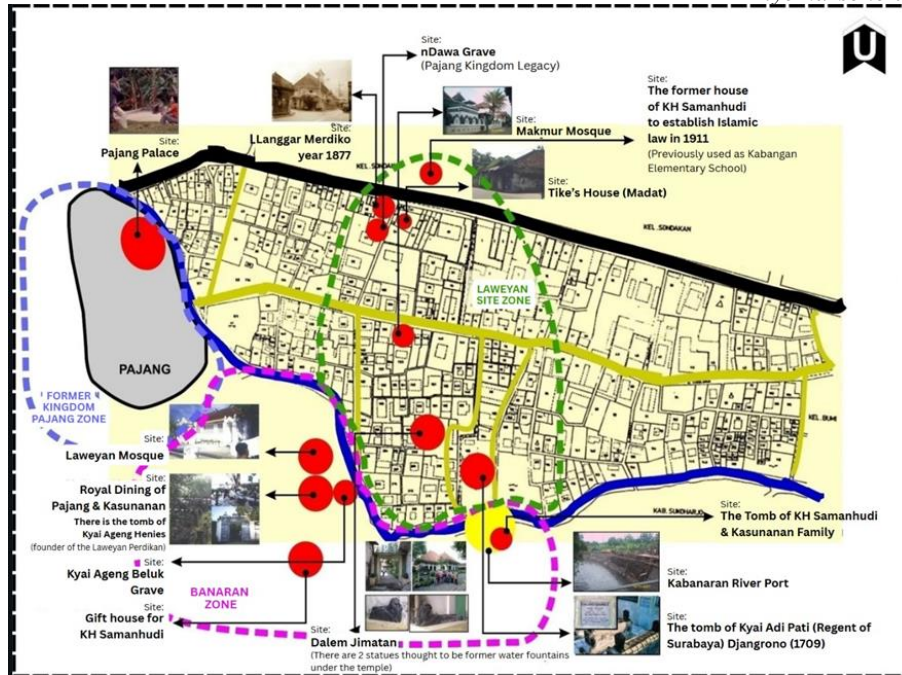 U
Site:
nDawa Grave
(Pajang Kingdom Legacy)
Site:
The former house
of KH Samanhudi
to establish Islamic
law in 1911
(Previously used as Kabangan
Elementary School)
Site:
Makmur Mosque
Site:
Pajang Palace
Site:
LLanggar Merdiko
year 1877
Site:
Tike's House (Madat)
KEL. SONDAKAN
LAWEYAN
SITE ZONE
PAJANG
FORMER
KINGDOM
PAJANG ZONE
KEL. BUMI
Site:
Laweyan Mosque
Site:
Royal Dining of
Pajang & Kasunanan
There is the tomb of
Kyai Ageng Henies
(founder of the Laweyan Perdikan)
Site:
Kyai Ageng Beluk
Grave
BANARAN
ZONE
Site:
Gift house for
KH Samanhudi
KAB. SUKOHARJO
Site:
The Tomb of KH Samanhudi
& Kasunanan Family
Site:
Kabanaran River Port
Site:
Dalem Jimatan
(There are 2 statues thought to be former water fountains
under the temple)
Site:
The tomb of Kyai Adi Pati (Regent of
Surabaya) Djangrono (1709)